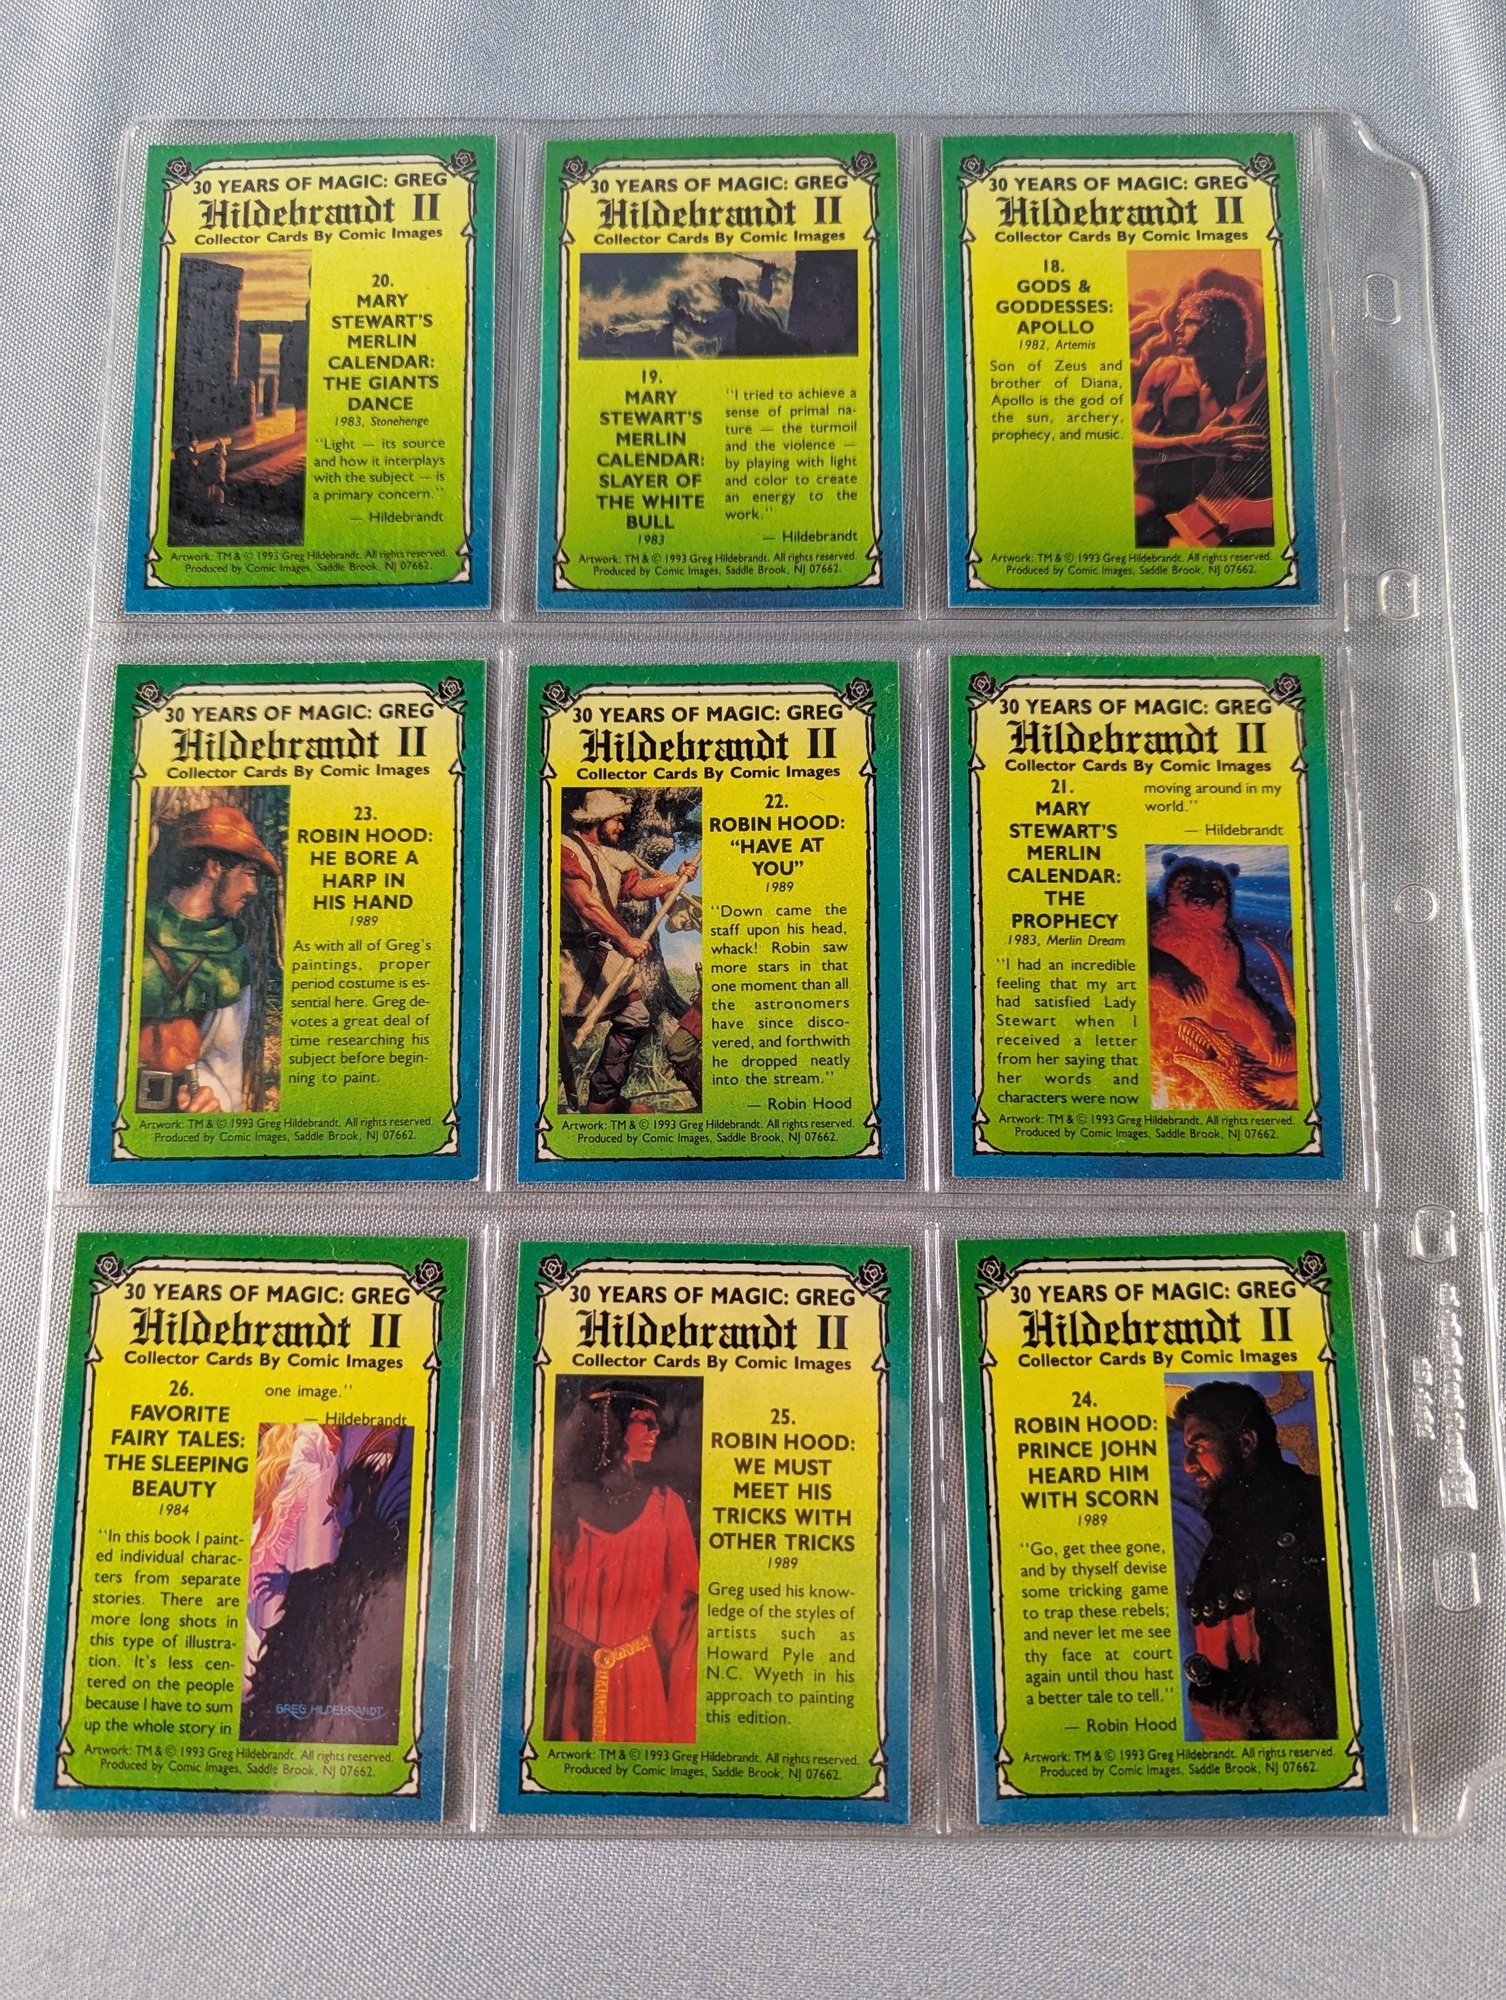 30 YEARS OF MAGIC: GREG
Hildebrandt II
Collector Cards By Comic Images
20.
MARY
STEWART'S
MERLIN
CALENDAR:
THE GIANTS
DANCE
1983, Stonehenge
"Light — its source
and how it interplays
with the subject — is
a primary concern."
— Hildebrandt
Artwork: TM & © 1993 Greg Hildebrandt. All rights reserved.
Produced by Comic Images, Saddle Brook, NJ 07662.
30 YEARS OF MAGIC: GREG
Hildebrandt II
Collector Cards By Comic Images
19.
MARY
STEWART'S
MERLIN
CALENDAR:
SLAYER OF
THE WHITE
BULL
1983
"I tried to achieve a
sense of primal na-
ture — the turmoil
and the violence —
by playing with light
and color to create
an energy to the
work."
— Hildebrandt
Artwork: TM & © 1993 Greg Hildebrandt. All rights reserved.
Produced by Comic Images, Saddle Brook, NJ 07662.
30 YEARS OF MAGIC: GREG
Hildebrandt II
Collector Cards By Comic Images
18.
GODS &
GODDESSES:
APOLLO
1982, Artemis
Son of Zeus and
brother of Diana,
Apollo is the god of
the sun, archery,
prophecy, and music.
Artwork: TM & © 1993 Greg Hildebrandt. All rights reserved.
Produced by Comic Images, Saddle Brook, NJ 07662.
30 YEARS OF MAGIC: GREG
Hildebrandt II
Collector Cards By Comic Images
23.
ROBIN HOOD:
HE BORE A
HARP IN
HIS HAND
1989
As with all of Greg's
paintings, proper
period costume is es-
sential here. Greg de-
votes a great deal of
time researching his
subject before begin-
ning to paint.
Artwork: TM & © 1993 Greg Hildebrandt. All rights reserved.
Produced by Comic Images, Saddle Brook, NJ 07662.
30 YEARS OF MAGIC: GREG
Hildebrandt II
Collector Cards By Comic Images
22.
ROBIN HOOD:
"HAVE AT
YOU"
1989
"Down came the
staff upon his head,
whack! Robin saw
more stars in that
one moment than all
the astronomers
have since disco-
vered, and forthwith
he dropped neatly
into the stream."
— Robin Hood
Artwork: TM & © 1993 Greg Hildebrandt. All rights reserved.
Produced by Comic Images, Saddle Brook, NJ 07662.
30 YEARS OF MAGIC: GREG
Hildebrandt II
Collector Cards By Comic Images
21.
MARY
STEWART'S
MERLIN
CALENDAR:
THE
PROPHECY
1983, Merlin Dream
"I had an incredible
feeling that my art
had satisfied Lady
Stewart when I
received a letter
from her saying that
her words and
characters were now
moving around in my
world."
— Hildebrandt
Artwork: TM & © 1993 Greg Hildebrandt. All rights reserved.
Produced by Comic Images, Saddle Brook, NJ 07662.
30 YEARS OF MAGIC: GREG
Hildebrandt II
Collector Cards By Comic Images
26.
FAVORITE
FAIRY TALES:
THE SLEEPING
BEAUTY
1984
"In this book I paint-
ed individual charac-
ters from separate
stories. There are
more long shots in
this type of illustra-
tion. It's less cen-
tered on the people
because I have to sum
up the whole story in
one image."
— Hildebrandt
GREG HILDEBRANDT
Artwork: TM & © 1993 Greg Hildebrandt. All rights reserved.
Produced by Comic Images, Saddle Brook, NJ 07662.
30 YEARS OF MAGIC: GREG
Hildebrandt II
Collector Cards By Comic Images
25.
ROBIN HOOD:
WE MUST
MEET HIS
TRICKS WITH
OTHER TRICKS
1989
Greg used his know-
ledge of the styles of
artists such as
Howard Pyle and
N.C. Wyeth in his
approach to painting
this edition.
Artwork: TM & © 1993 Greg Hildebrandt. All rights reserved.
Produced by Comic Images, Saddle Brook, NJ 07662.
30 YEARS OF MAGIC: GREG
Hildebrandt II
Collector Cards By Comic Images
24.
ROBIN HOOD:
PRINCE JOHN
HEARD HIM
WITH SCORN
1989
"Go, get thee gone,
and by thyself devise
some tricking game
to trap these rebels;
and never let me see
thy face at court
again until thou hast
a better tale to tell."
— Robin Hood
Artwork: TM & © 1993 Greg Hildebrandt. All rights reserved.
Produced by Comic Images, Saddle Brook, NJ 07662.